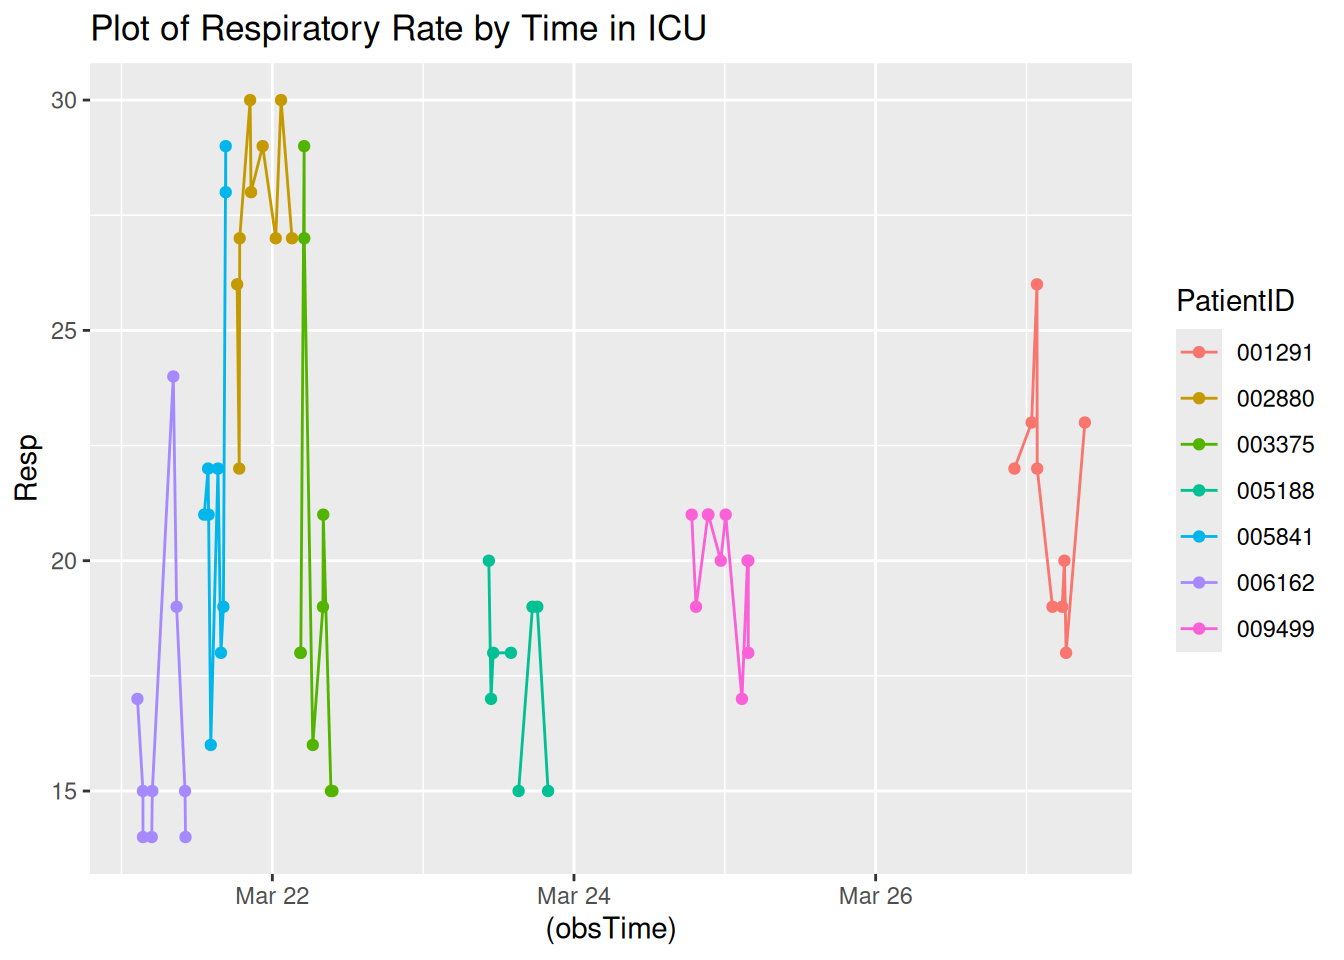 Plot of Respiratory Rate by Time in ICU
30
25
20
15
Resp
Mar 22
Mar 24
Mar 26
(obsTime)
PatientID
001291
002880
003375
005188
005841
006162
009499